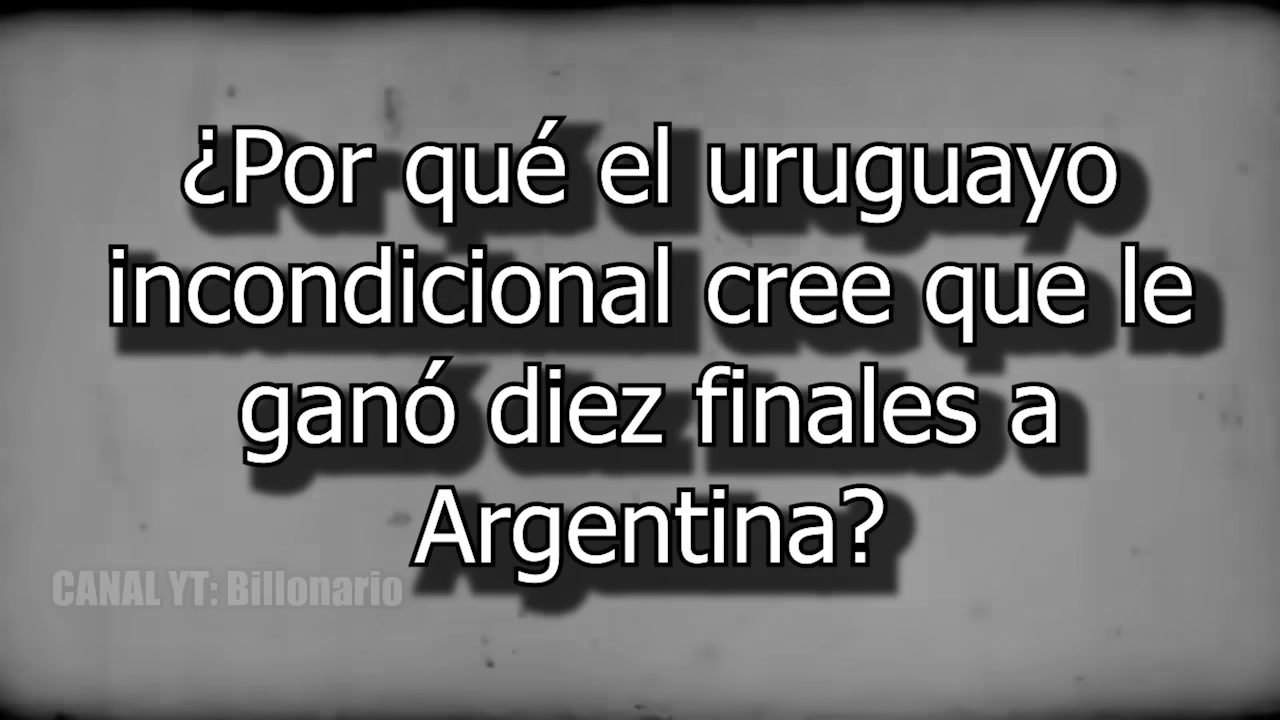 ¿Por qué el uruguayo
incondicional cree que le
ganó diez finales a
Argentina?
CANAL YT: Billonario